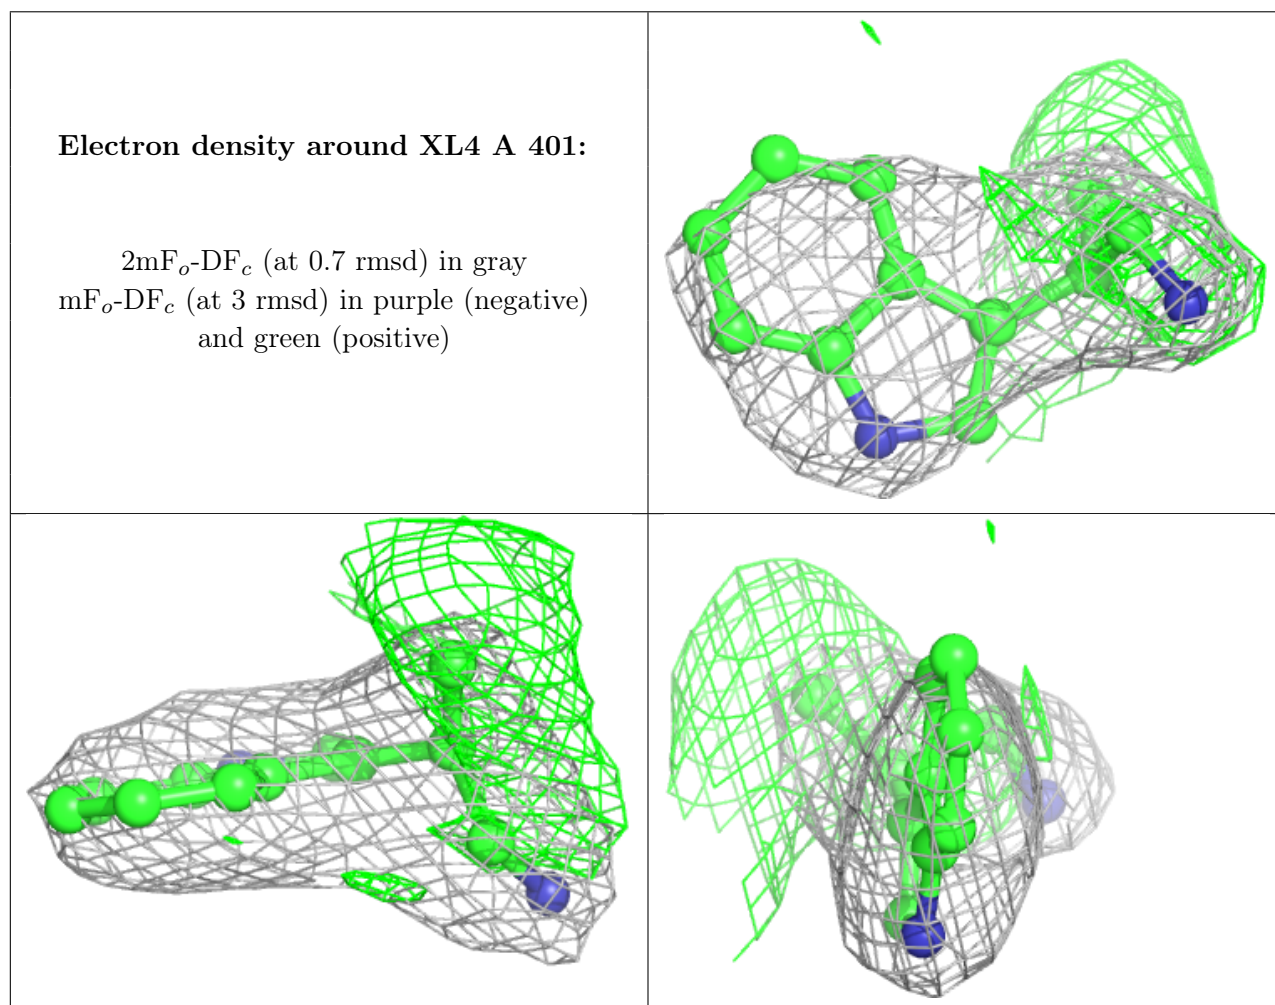 Electron density around XL4 A 401:
2mFo-DFc (at 0.7 rmsd) in gray
mFo-DFc (at 3 rmsd) in purple (negative)
and green (positive)